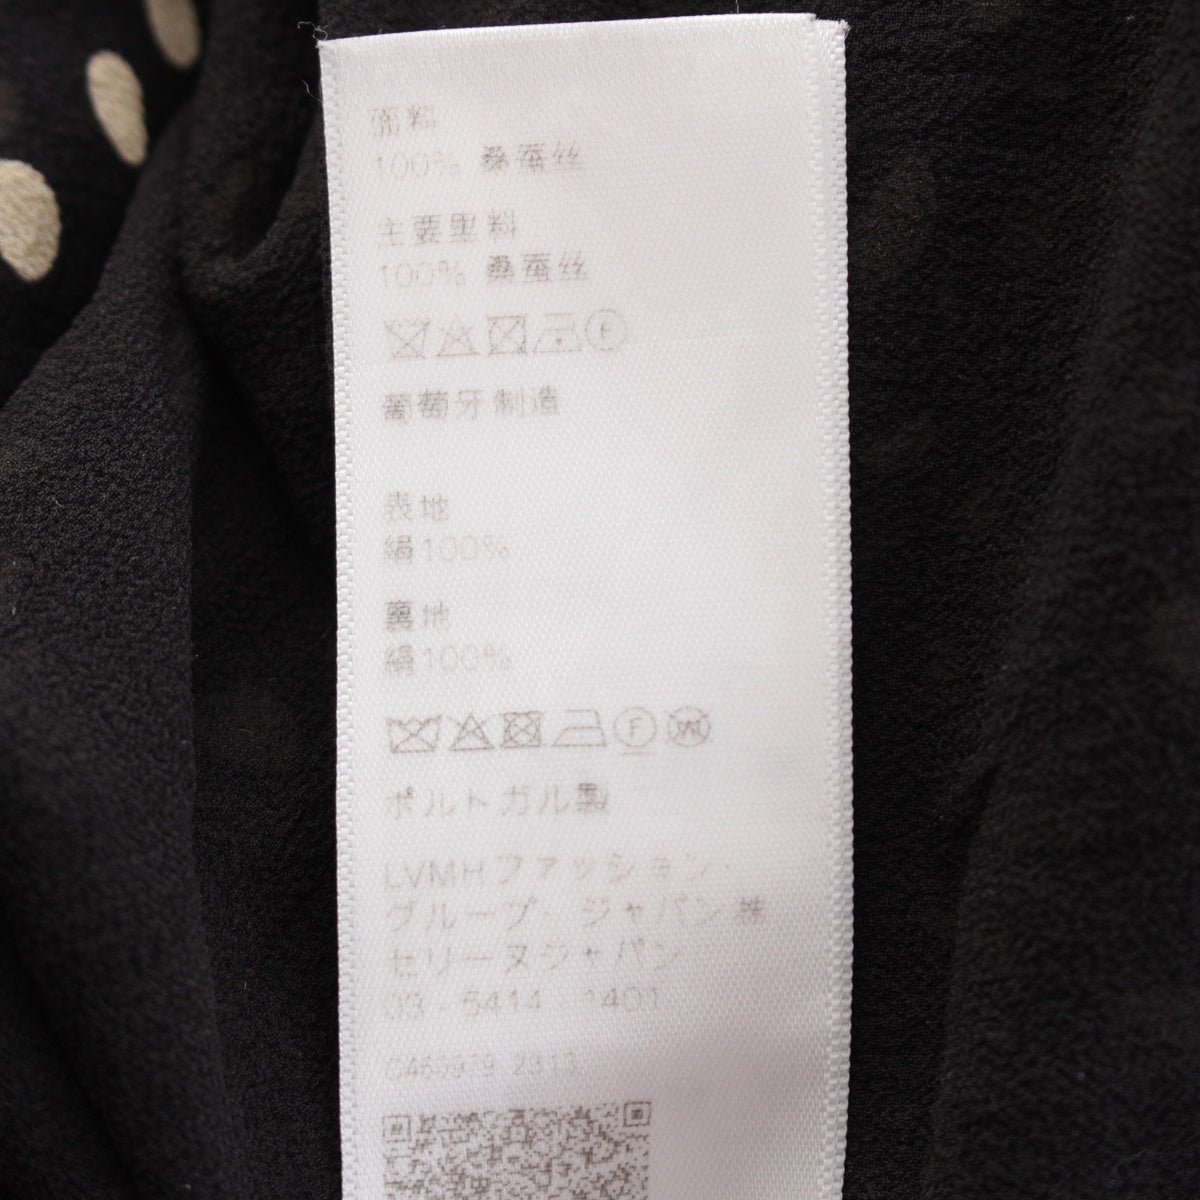 面料
100% 桑蚕丝
主要里料
100% 桑蚕丝
葡萄牙制造
表地
絹100%
裏地
絹100%
F
W
ポルトガル製
LVMHファッション・
グループ・ジャパン 株
セリーヌジャパン
03-5414-1401